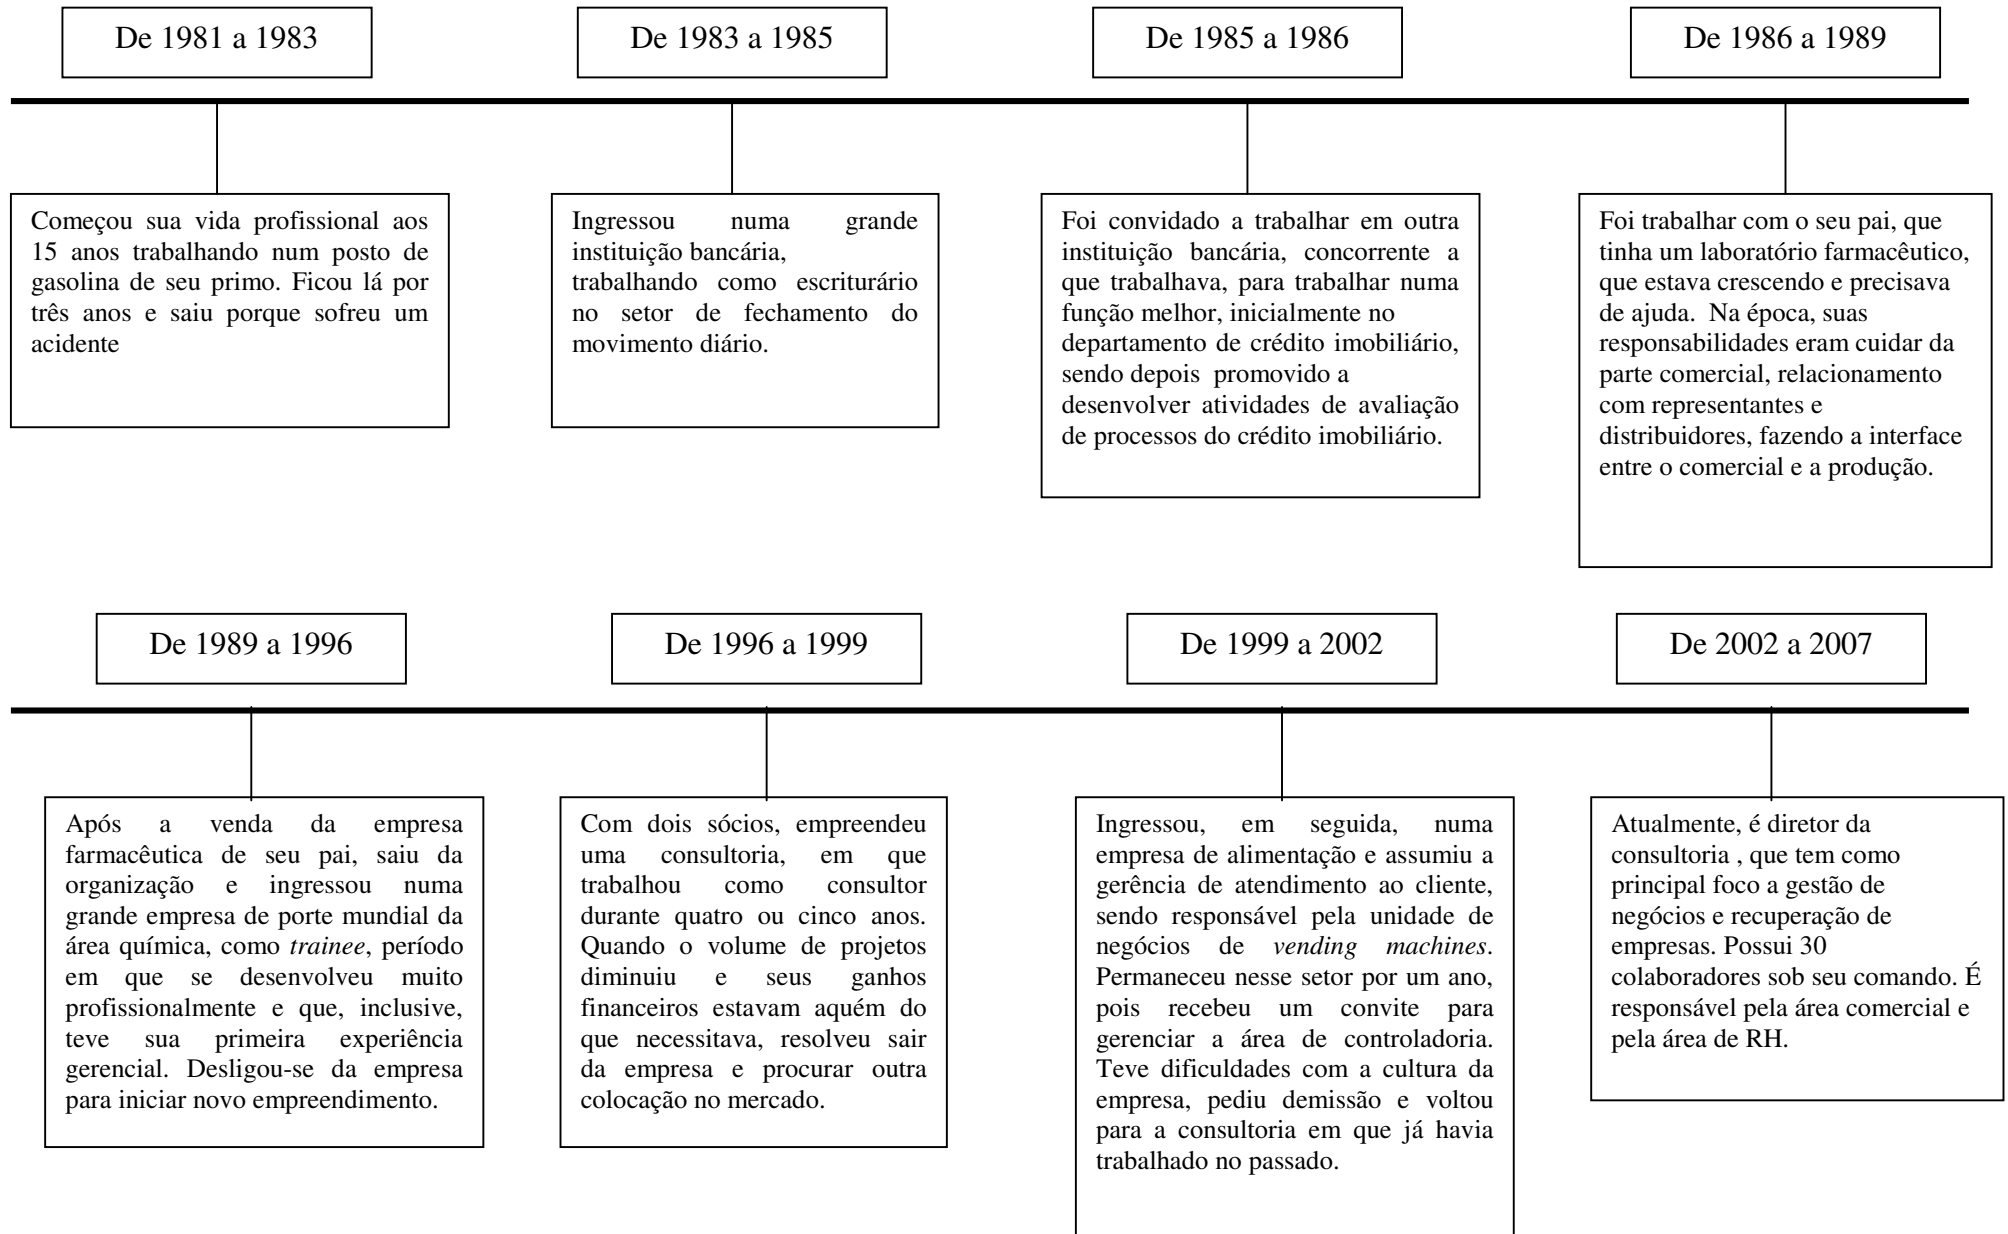 De 1981 a 1983
De 1983 a 1985
De 1985 a 1986
De 1986 a 1989
Começou sua vida profissional aos
15 anos trabalhando num posto de
gasolina de seu primo. Ficou lá por
três anos e saiu porque sofreu um
acidente
Ingressou numa grande
instituição bancária,
trabalhando como escriturário
no setor de fechamento do
movimento diário.
Foi convidado a trabalhar em outra
instituição bancária, concorrente a
que trabalhava, para trabalhar numa
função melhor, inicialmente no
departamento de crédito imobiliário,
sendo depois promovido a
desenvolver atividades de avaliação
de processos do crédito imobiliário.
Foi trabalhar com o seu pai, que
tinha um laboratório farmacêutico,
que estava crescendo e precisava
de ajuda. Na época, suas
responsabilidades eram cuidar da
parte comercial, relacionamento
com representantes e
distribuidores, fazendo a interface
entre o comercial e a produção.
De 1989 a 1996
De 1996 a 1999
De 1999 a 2002
De 2002 a 2007
Após a venda da empresa
farmacêutica de seu pai, saiu da
organização e ingressou numa
grande empresa de porte mundial da
área química, como trainee, período
em que se desenvolveu muito
profissionalmente e que, inclusive,
teve sua primeira experiência
gerencial. Desligou-se da empresa
para iniciar novo empreendimento.
Com dois sócios, empreendeu
uma consultoria, em que
trabalhou como consultor
durante quatro ou cinco anos.
Quando o volume de projetos
diminuiu e seus ganhos
financeiros estavam aquém do
que necessitava, resolveu sair
da empresa e procurar outra
colocação no mercado.
Ingressou, em seguida, numa
empresa de alimentação e assumiu a
gerência de atendimento ao cliente,
sendo responsável pela unidade de
negócios de vending machines.
Permaneceu nesse setor por um ano,
pois recebeu um convite para
gerenciar a área de controladoria.
Teve dificuldades com a cultura da
empresa, pediu demissão e voltou
para a consultoria em que já havia
trabalhado no passado.
Atualmente, é diretor da
consultoria , que tem como
principal foco a gestão de
negócios e recuperação de
empresas. Possui 30
colaboradores sob seu comando. É
responsável pela área comercial e
pela área de RH.